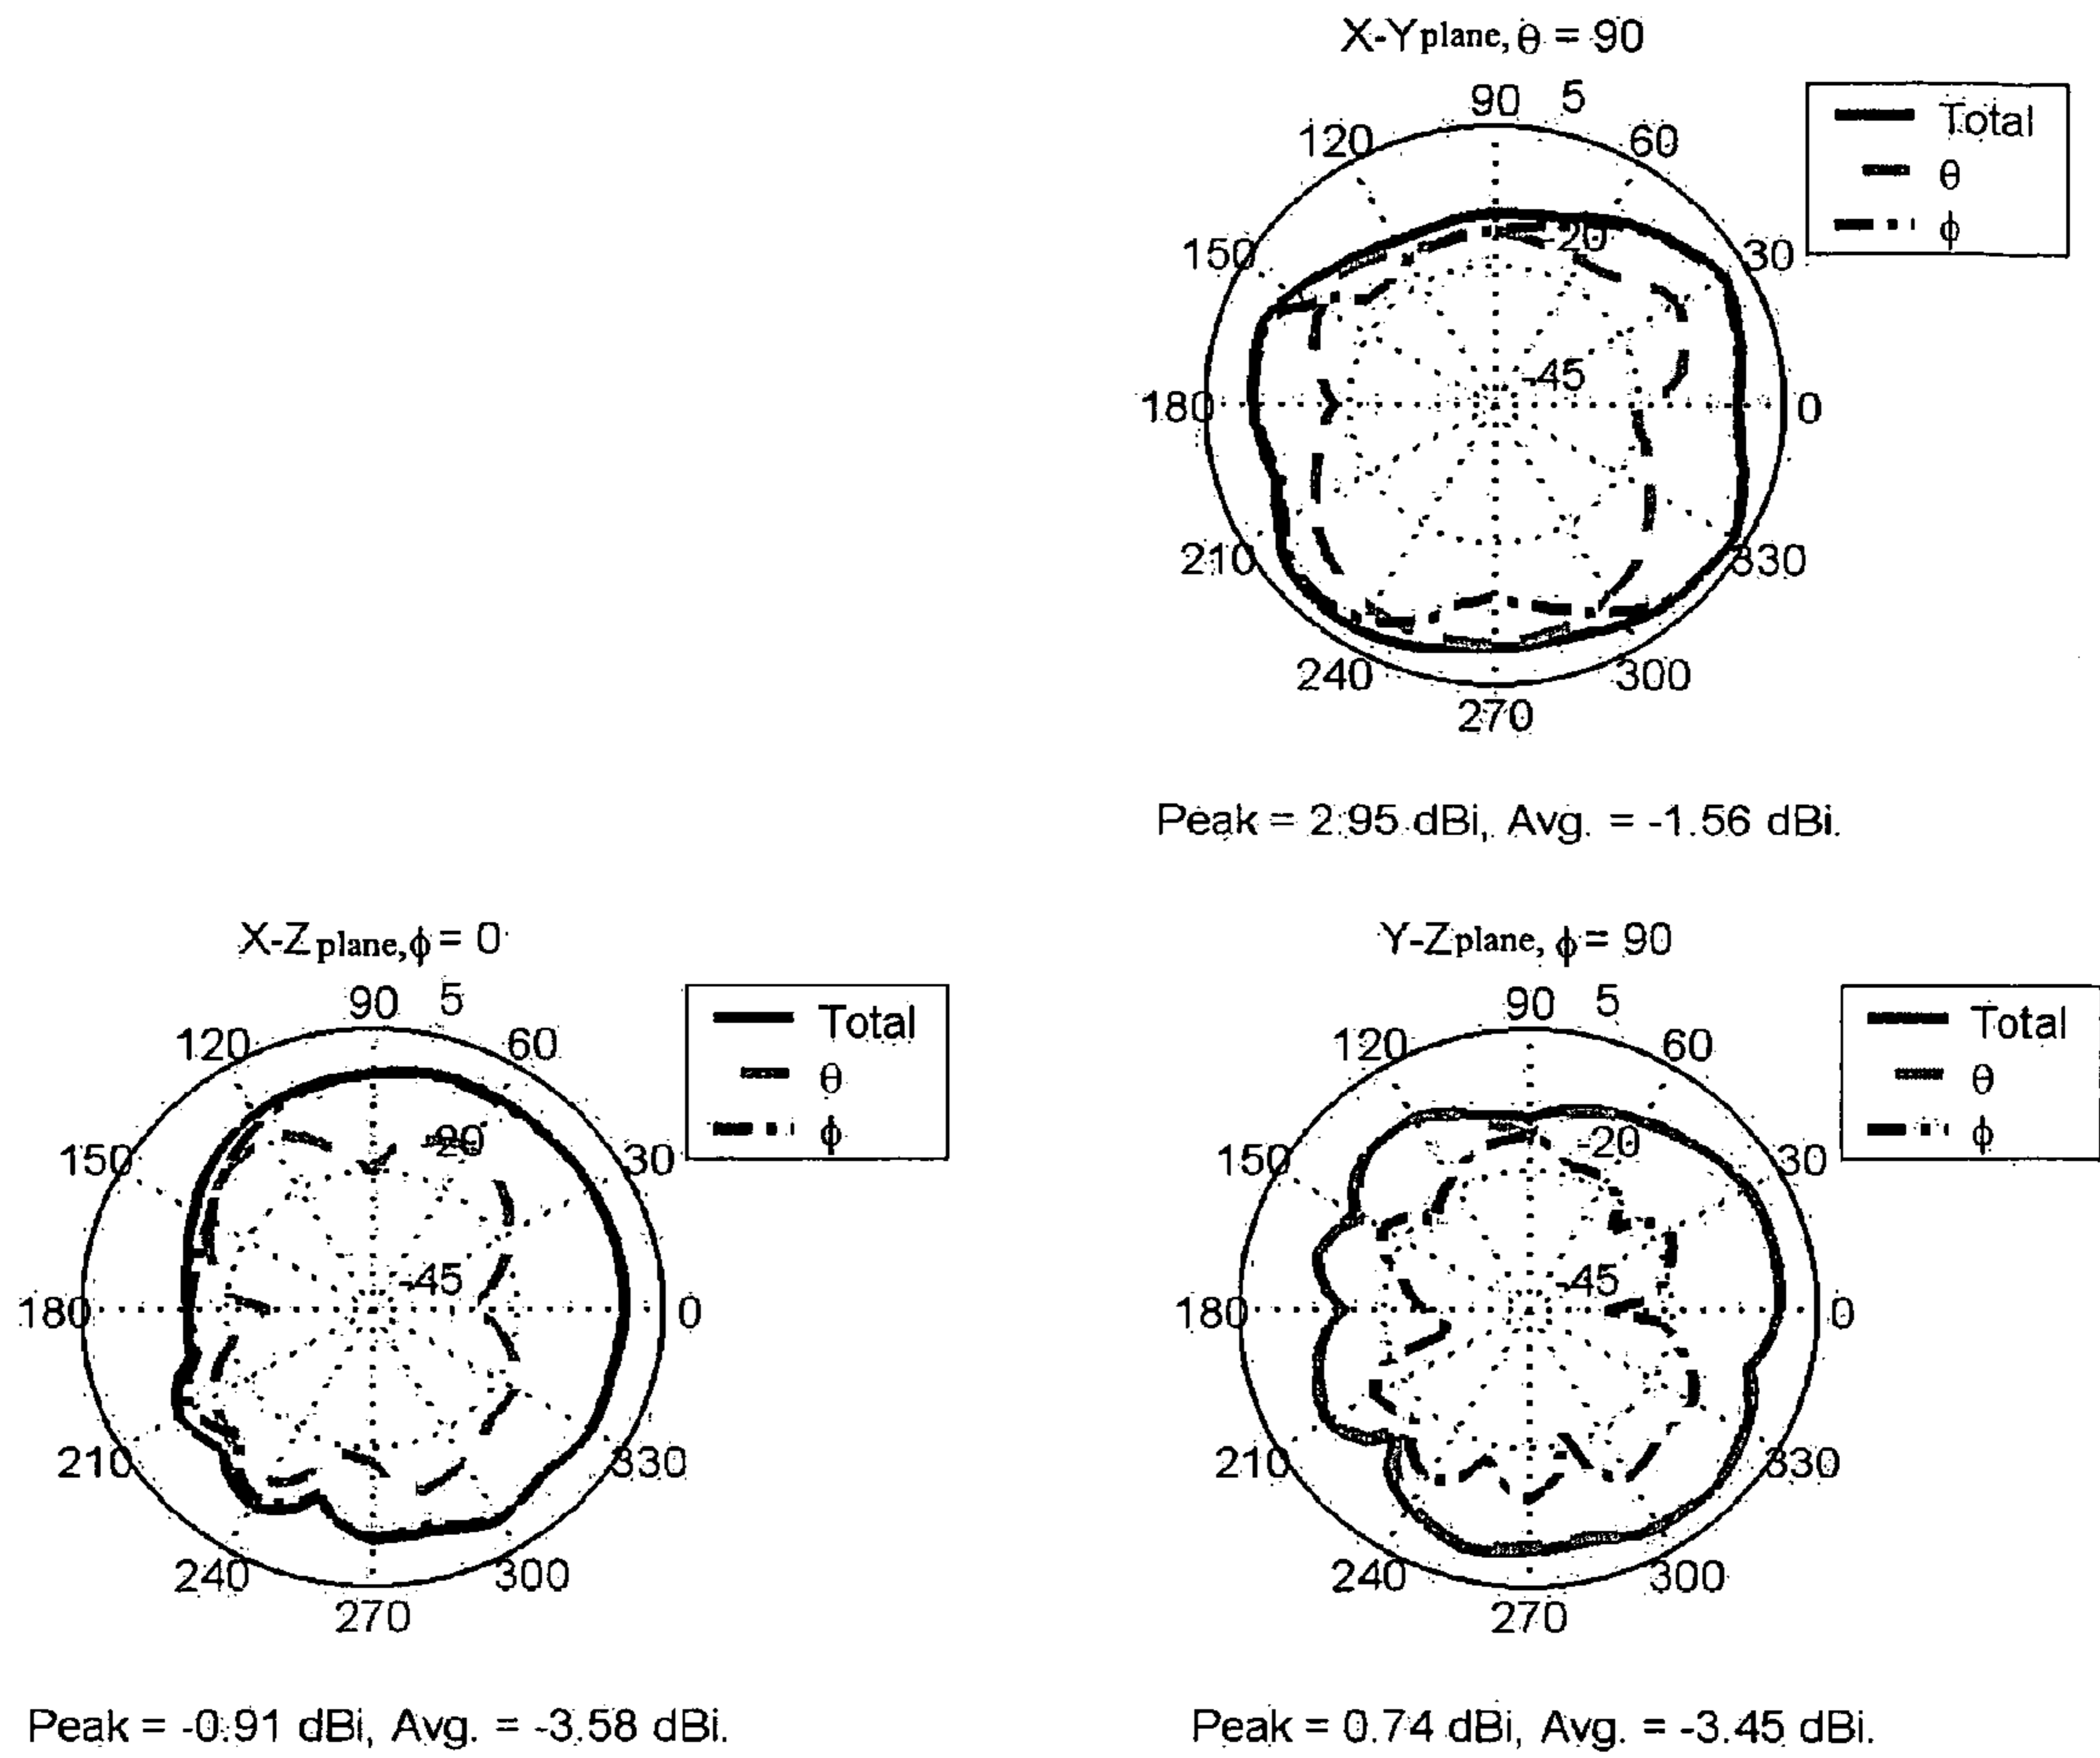 X-Yplane, θ = 90
90 5
120 60
Total
θ
ϕ
150 -20 30
-45
180 0
210 330
240 300
270
Peak = 2.95 dBi, Avg. = -1.56 dBi.
X-Zplane,ϕ = 0
90 5
120 60
Total
θ
ϕ
150 -20 30
-45
180 0
210 330
240 300
270
Peak = -0.91 dBi, Avg. = -3.58 dBi.
Y-Zplane, ϕ = 90
90 5
120 60
Total
θ
ϕ
150 -20 30
-45
180 0
210 330
240 300
270
Peak = 0.74 dBi, Avg. = -3.45 dBi.